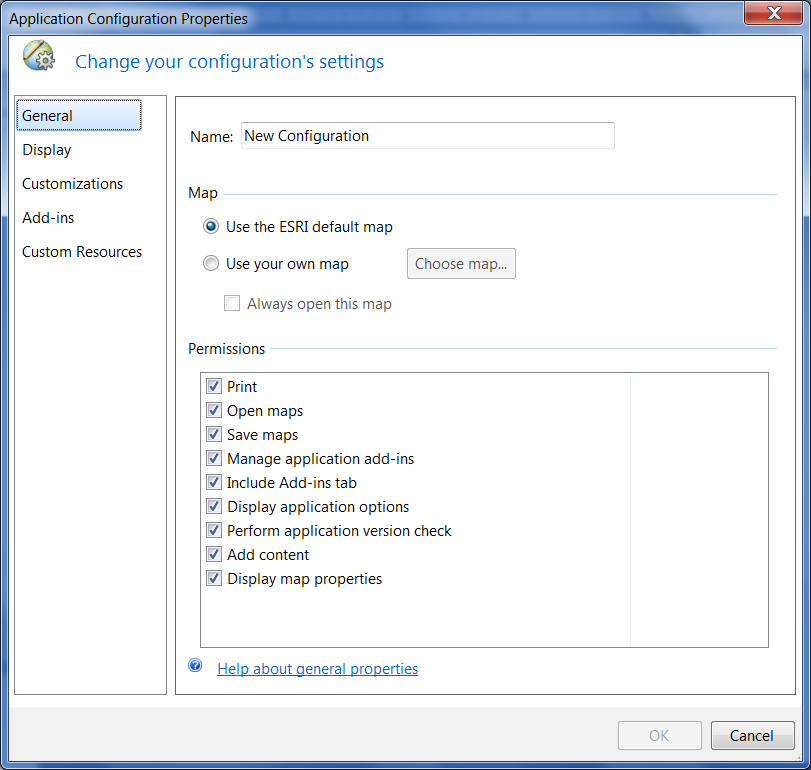 Application Configuration Properties
X
Change your configuration's settings
General
Display
Customizations
Add-ins
Custom Resources
Name: New Configuration
Map
Use the ESRI default map
Use your own map Choose map...
Always open this map
Permissions
Print
Open maps
Save maps
Manage application add-ins
Include Add-ins tab
Display application options
Perform application version check
Add content
Display map properties
? Help about general properties
OK Cancel